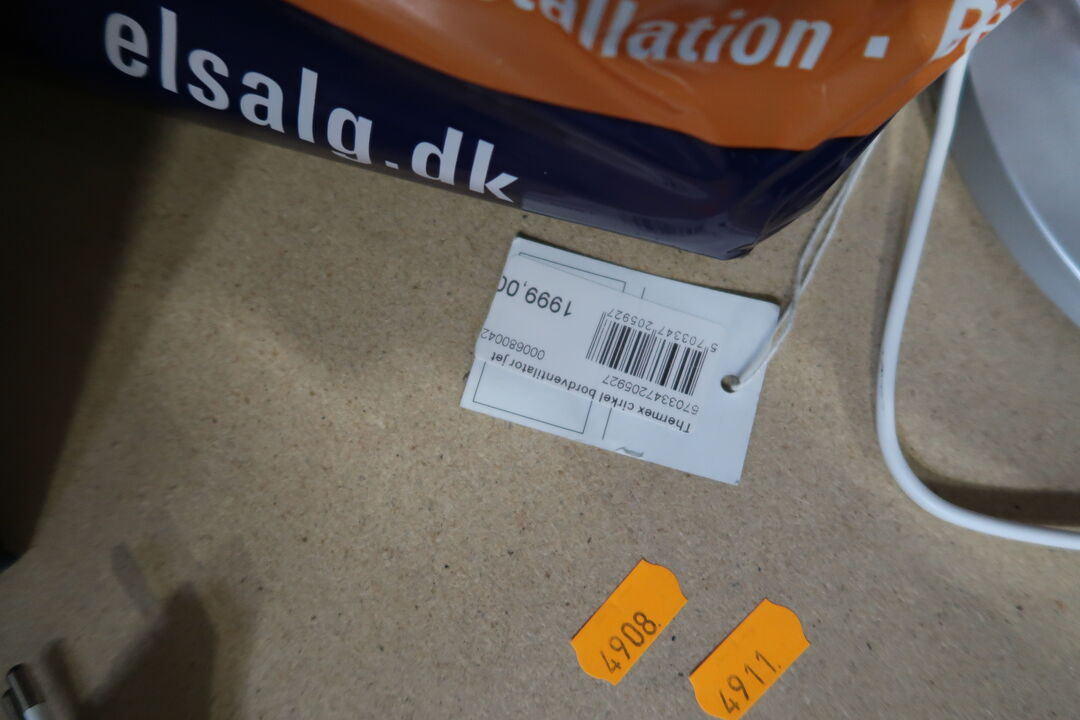 tallation ·
elsalg.dk
Thermex cirkel bordventilator jet
5703347205927
000680042
5 703347 205927
1999,00
4908.
4911.